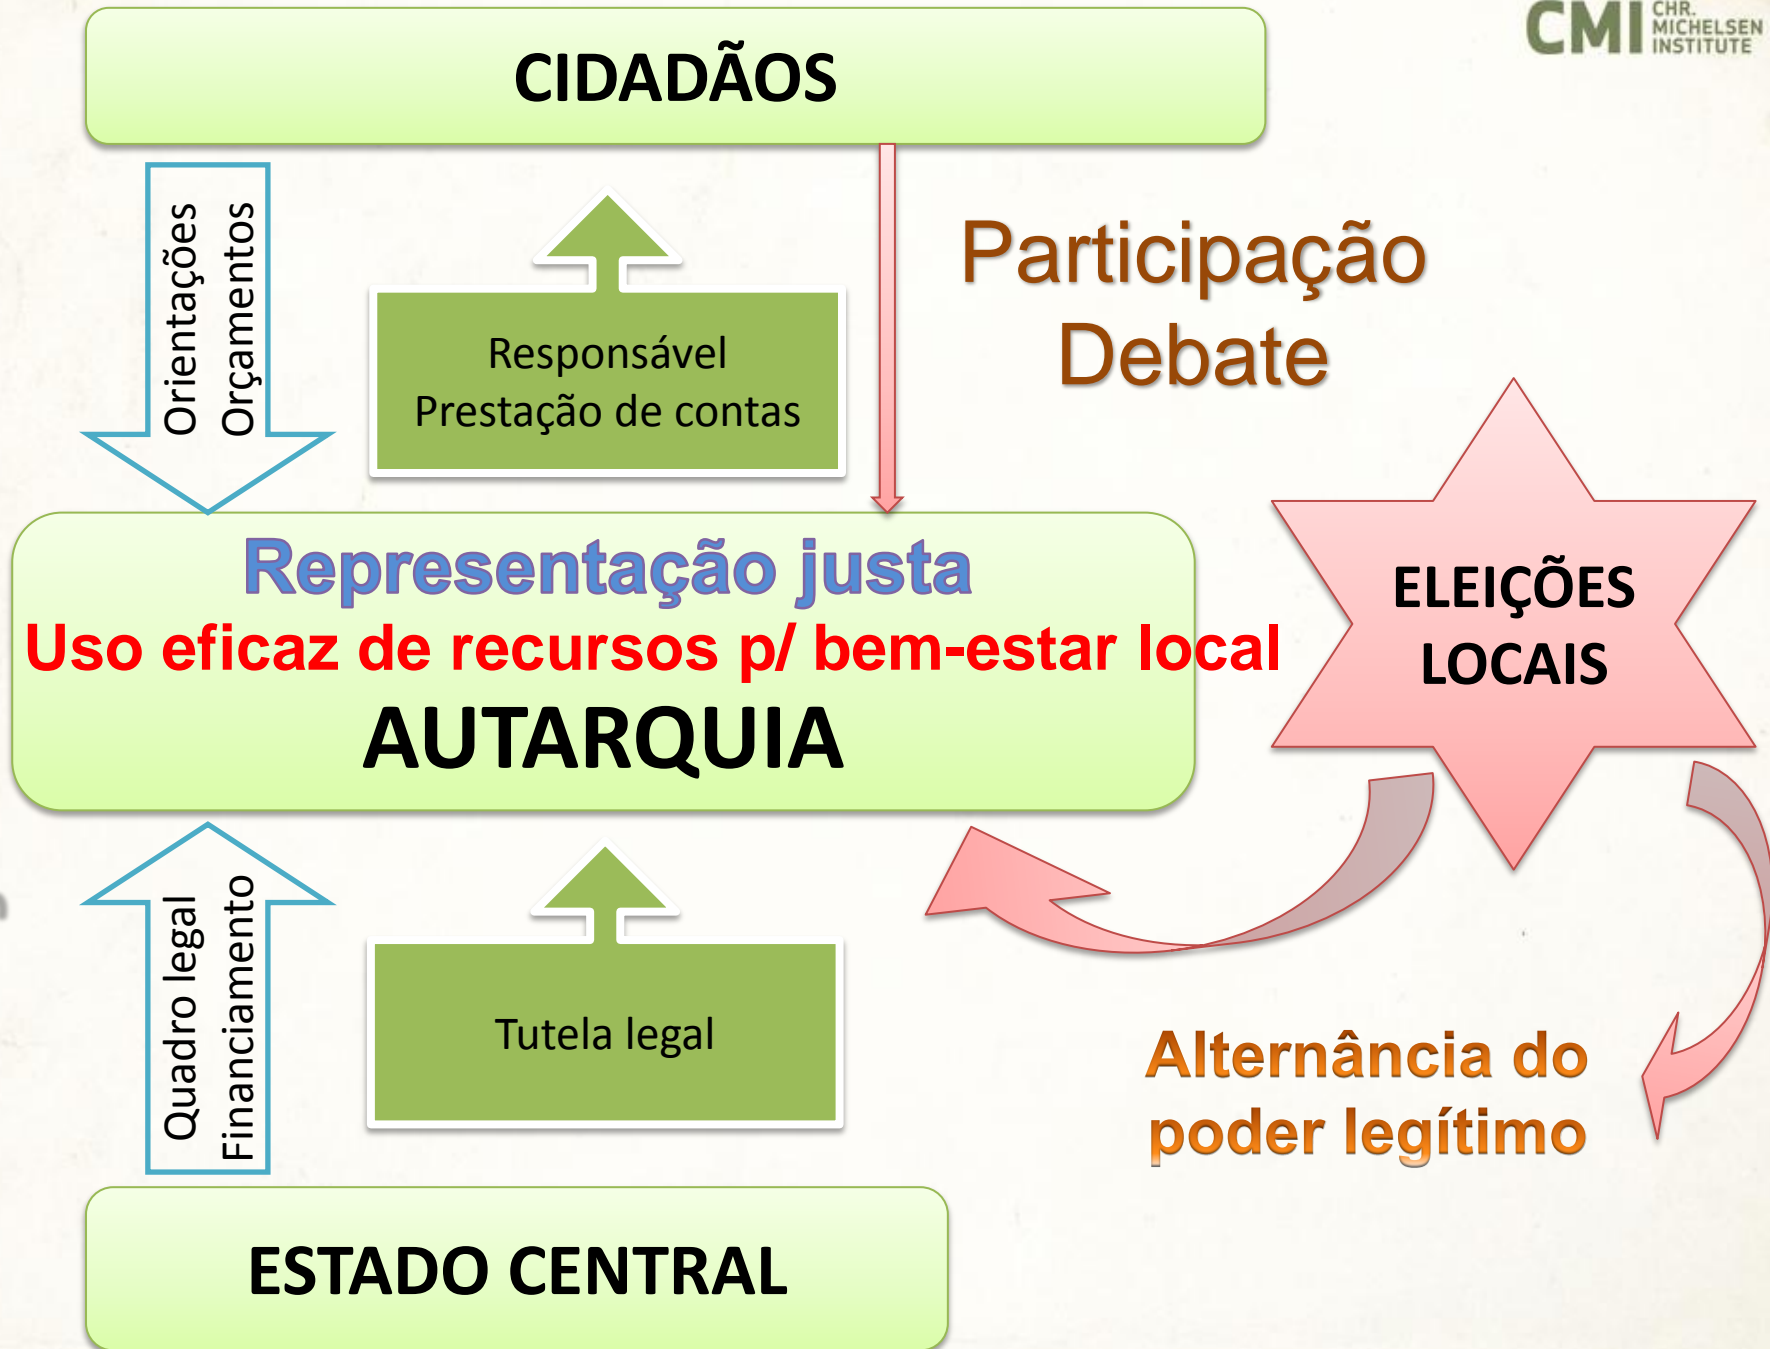 CMI CHR.
MICHELSEN
INSTITUTE
CIDADÃOS
Orientações
Orçamentos
Responsável
Prestação de contas
Participação
Debate
Representação justa
Uso eficaz de recursos p/ bem-estar local
AUTARQUIA
ELEIÇÕES
LOCAIS
Quadro legal
Financiamento
Tutela legal
Alternância do
poder legítimo
ESTADO CENTRAL